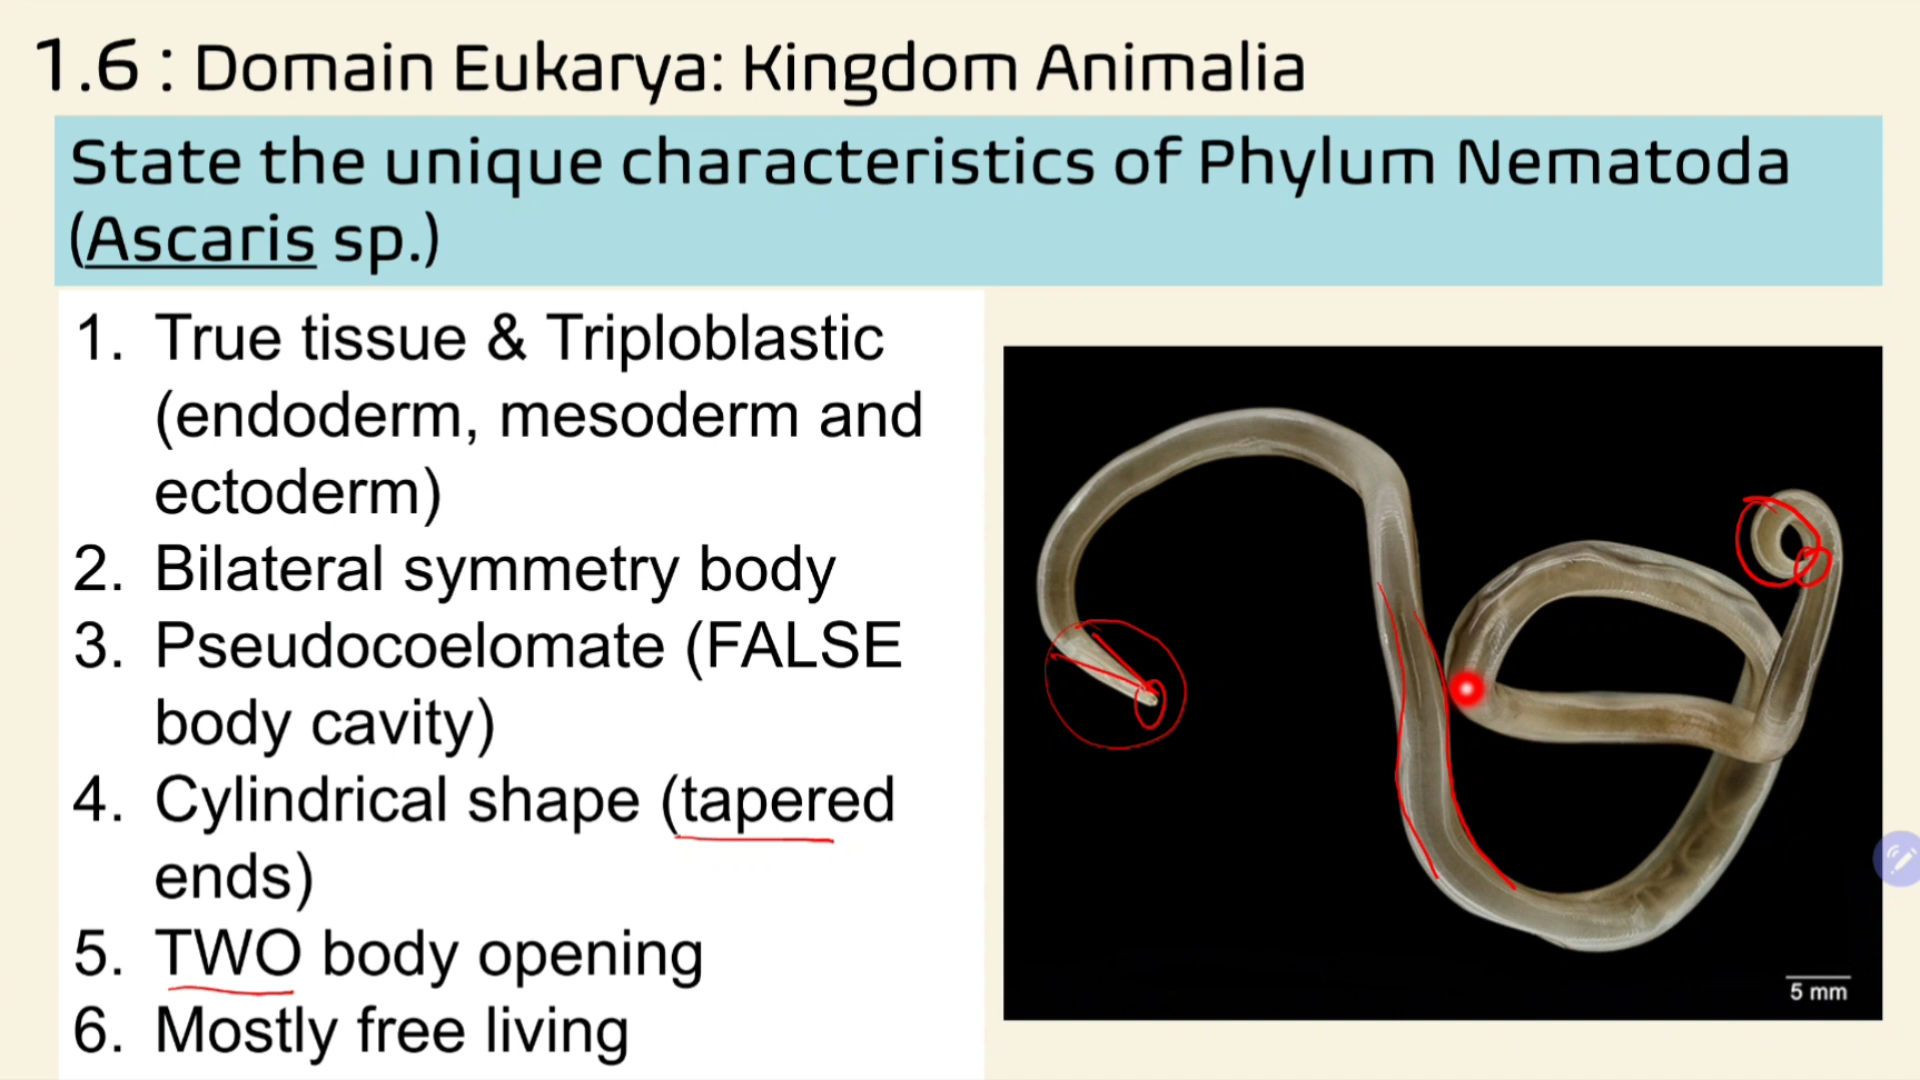 1.6 : Domain Eukarya: Kingdom Animalia
State the unique characteristics of Phylum Nematoda
(Ascaris sp.)
1. True tissue & Triploblastic
(endoderm, mesoderm and
ectoderm)
2. Bilateral symmetry body
3. Pseudocoelomate (FALSE
body cavity)
4. Cylindrical shape (tapered
ends)
5. TWO body opening
6. Mostly free living
5 mm